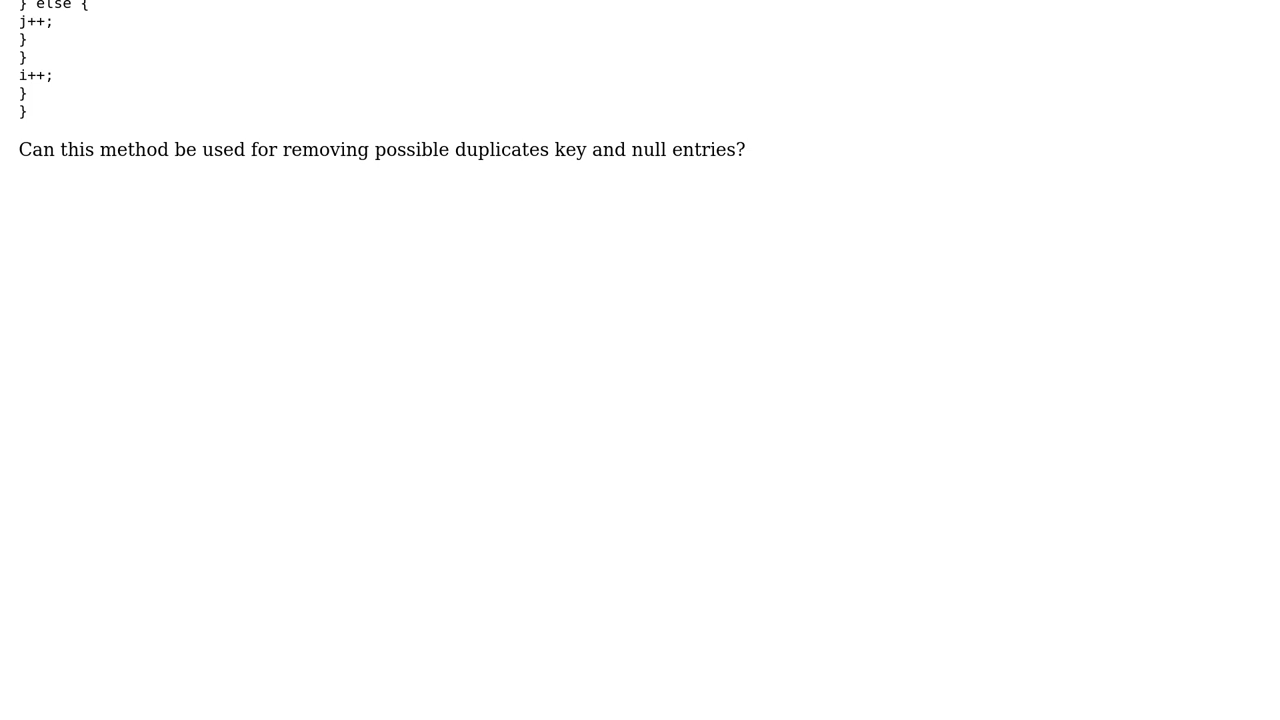 } else {
j++;
}
}
i++;
}
}
Can this method be used for removing possible duplicates key and null entries?